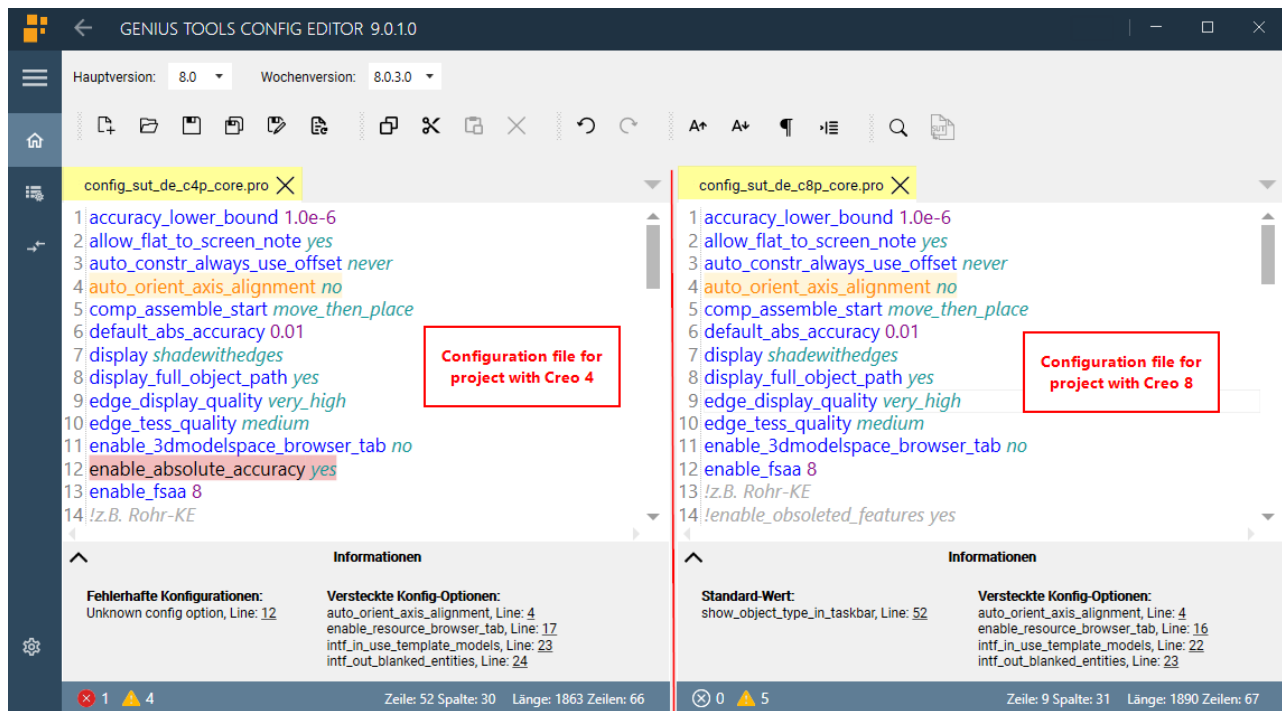 GENIUS TOOLS CONFIG EDITOR 9.0.1.0
Hauptversion: 8.0 Wochenversion: 8.0.3.0
config_sut_de_c4p_core.pro
1 accuracy_lower_bound 1.0e-6
2 allow_flat_to_screen_note yes
3 auto_constr_always_use_offset never
4 auto_orient_axis_alignment no
5 comp_assemble_start move_then_place
6 default_abs_accuracy 0.01
7 display shadewithedges
8 display_full_object_path yes
9 edge_display_quality very_high
10 edge_tess_quality medium
11 enable_3dmodelspace_browser_tab no
12 enable_absolute_accuracy yes
13 enable_fsaa 8
14 !z.B. Rohr-KE
Configuration file for
project with Creo 4
Informationen
Fehlerhafte Konfigurationen:
Unknown config option, Line: 12
Versteckte Konfig-Optionen:
auto_orient_axis_alignment, Line: 4
enable_resource_browser_tab, Line: 17
intf_in_use_template_models, Line: 23
intf_out_blanked_entities, Line: 24
1 4 Zeile: 52 Spalte: 30 Länge: 1863 Zeilen: 66
config_sut_de_c8p_core.pro
1 accuracy_lower_bound 1.0e-6
2 allow_flat_to_screen_note yes
3 auto_constr_always_use_offset never
4 auto_orient_axis_alignment no
5 comp_assemble_start move_then_place
6 default_abs_accuracy 0.01
7 display shadewithedges
8 display_full_object_path yes
9 edge_display_quality very_high
10 edge_tess_quality medium
11 enable_3dmodelspace_browser_tab no
12 enable_fsaa 8
13 !z.B. Rohr-KE
14 !enable_obsoleted_features yes
Configuration file for
project with Creo 8
Informationen
Standard-Wert:
show_object_type_in_taskbar, Line: 52
Versteckte Konfig-Optionen:
auto_orient_axis_alignment, Line: 4
enable_resource_browser_tab, Line: 16
intf_in_use_template_models, Line: 22
intf_out_blanked_entities, Line: 23
0 5 Zeile: 9 Spalte: 31 Länge: 1890 Zeilen: 67